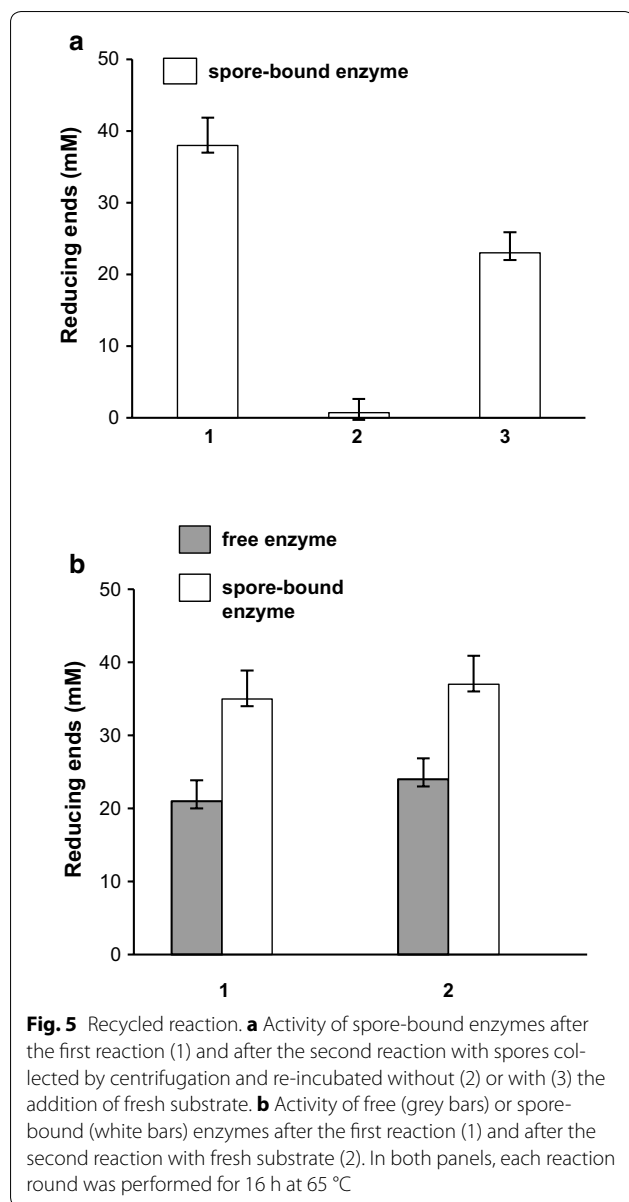 a
spore-bound enzyme
Reducing ends (mM)
50
40
30
20
10
0
1 2 3
free enzyme
b
spore-bound
enzyme
Reducing ends (mM)
50
40
30
20
10
0
1 2
Fig. 5 Recycled reaction. a Activity of spore-bound enzymes after
the first reaction (1) and after the second reaction with spores col-
lected by centrifugation and re-incubated without (2) or with (3) the
addition of fresh substrate. b Activity of free (grey bars) or spore-
bound (white bars) enzymes after the first reaction (1) and after the
second reaction with fresh substrate (2). In both panels, each reaction
round was performed for 16 h at 65 °C